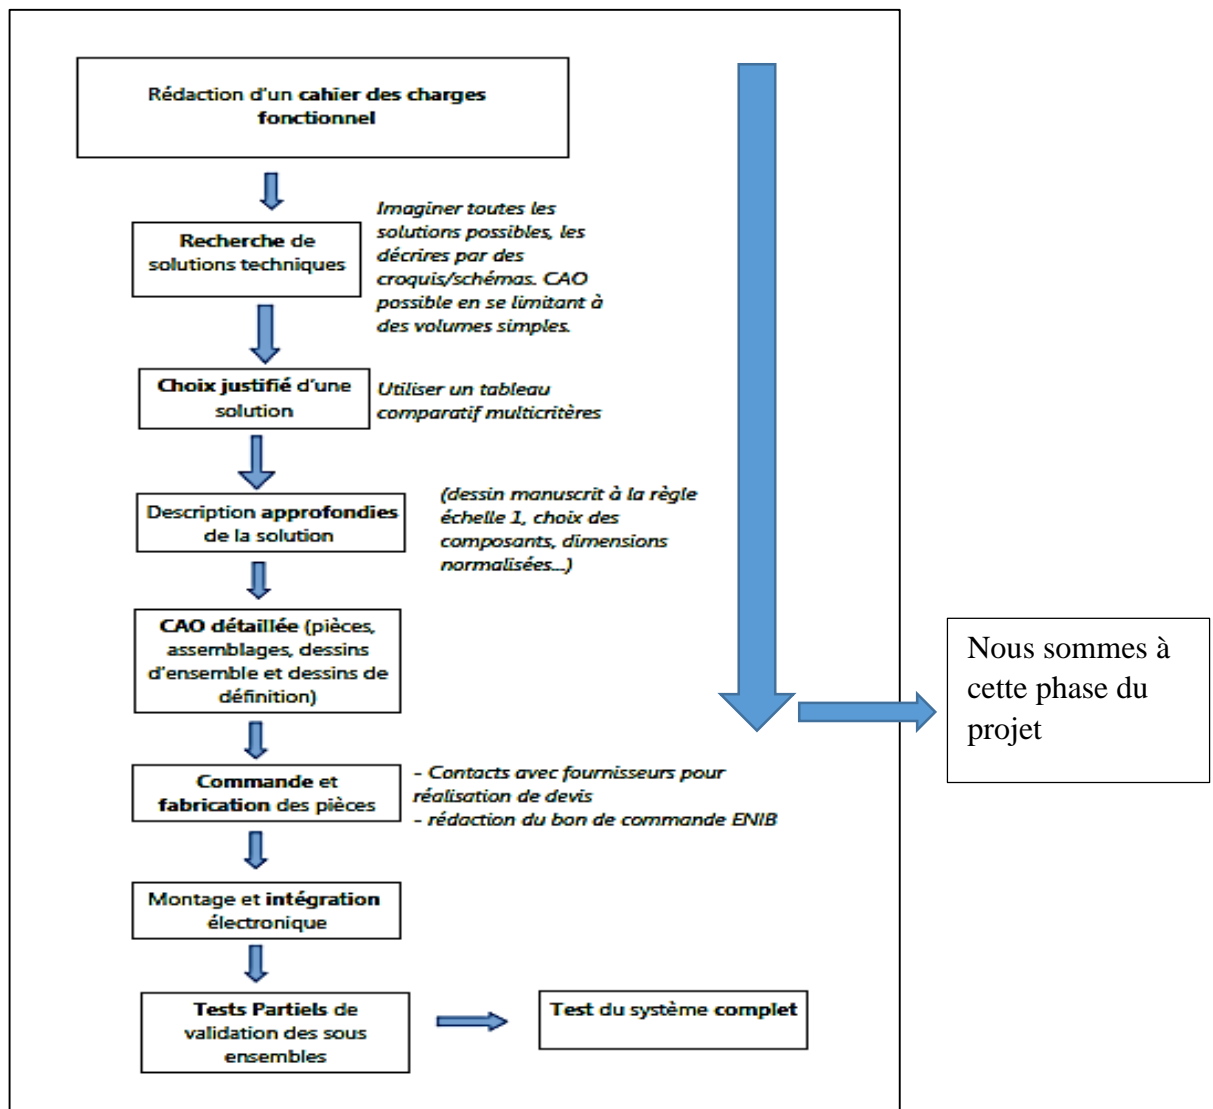 Rédaction d'un cahier des charges
fonctionnel
Recherche de
solutions techniques
Imaginer toutes les
solutions possibles, les
décrires par des
croquis/schémas. CAO
possible en se limitant à
des volumes simples.
Choix justifié d'une
solution
Utiliser un tableau
comparatif multicritères
Description approfondies
de la solution
(dessin manuscrit à la règle
échelle 1, choix des
composants, dimensions
normalisées...)
CAO détaillée (pièces,
assemblages, dessins
d'ensemble et dessins de
définition)
Nous sommes à
cette phase du
projet
Commande et
fabrication des pièces
- Contacts avec fournisseurs pour
réalisation de devis
- rédaction du bon de commande ENIB
Montage et intégration
électronique
Tests Partiels de
validation des sous
ensembles
Test du système complet